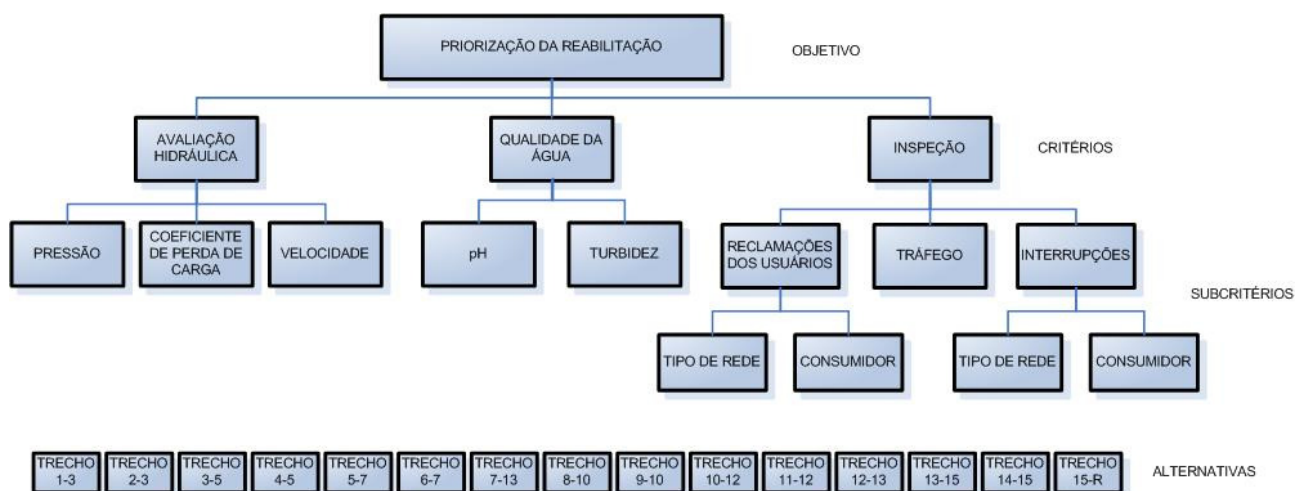 PRIORIZAÇÃO DA REABILITAÇÃO
OBJETIVO
AVALIAÇÃO
HIDRÁULICA
QUALIDADE DA
ÁGUA
INSPEÇÃO
CRITÉRIOS
PRESSÃO
COEFICIENTE
DE PERDA DE
CARGA
VELOCIDADE
pH
TURBIDEZ
RECLAMAÇÕES
DOS USUÁRIOS
TRÁFEGO
INTERRUPÇÕES
SUBCRITÉRIOS
TIPO DE REDE
CONSUMIDOR
TIPO DE REDE
CONSUMIDOR
TRECHO
1-3
TRECHO
2-3
TRECHO
3-5
TRECHO
4-5
TRECHO
5-7
TRECHO
6-7
TRECHO
7-13
TRECHO
8-10
TRECHO
9-10
TRECHO
10-12
TRECHO
11-12
TRECHO
12-13
TRECHO
13-15
TRECHO
14-15
TRECHO
15-R
ALTERNATIVAS